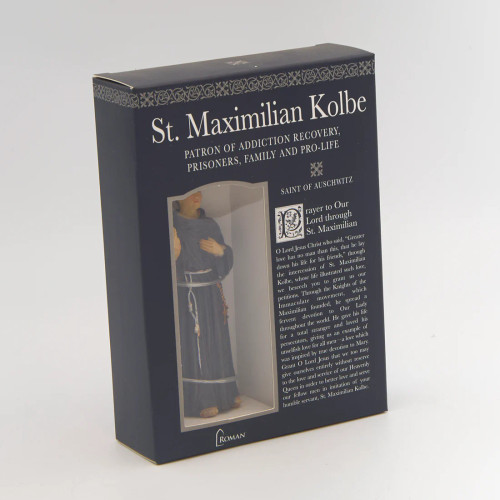 St. Maximilian Kolbe
PATRON OF ADDICTION RECOVERY,
PRISONERS, FAMILY AND PRO-LIFE
SAINT OF AUSCHWITZ
Prayer to Our
Lord through
St. Maximilian
O Lord Jesus Christ who said, "Greater
love has no man than this, that he lay
down his life for his friends," through
the intercession of St. Maximilian
Kolbe, whose life illustrated such love,
we beseech you to grant us our
petitions. Through the Knights of the
Immaculate movement, which
Maximilian founded, he spread a
fervent devotion to Our Lady
throughout the world. He gave his life
for a total stranger and loved his
persecutors, giving us an example of
unselfish love for all men - a love which
was inspired by true devotion to Mary.
Grant O Lord Jesus that we too may
give ourselves entirely without reserve
to the love and service of our Heavenly
Queen in order to better love and serve
our fellow men in imitation of your
humble servant, St. Maximilian Kolbe.
ROMAN